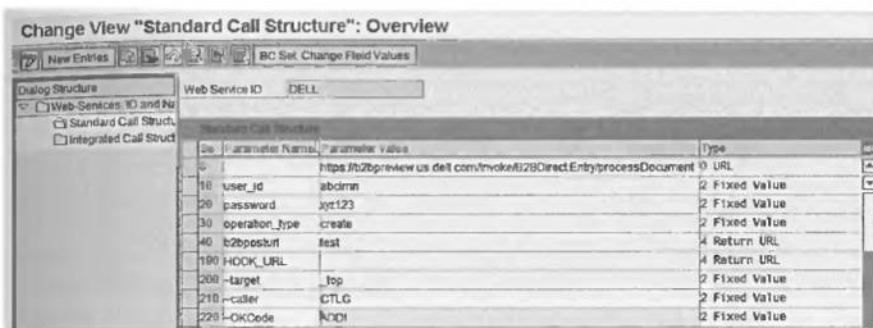 Change View "Standard Call Structure": Overview
New Entries BC Set Change Field Values
Dialog Structure
Web Service ID DELL
Web-Services: ID and Na
Standard Call Struct
Integrated Call Struct
Standard Call Structure
Parameter Name Parameter value Type
https://b2bpreview.us.dell.com/invoke/B2BDirect.Entry/processDocument 0 URL
10 user_id 2 Fixed Value
20 password xyz123 2 Fixed Value
30 operation_type create 2 Fixed Value
40 b2bposturl test 4 Return URL
190 HOOK_URL 4 Return URL
200 ~target _top 2 Fixed Value
210 ~caller CTLG 2 Fixed Value
220 ~OKCode ADDI 2 Fixed Value